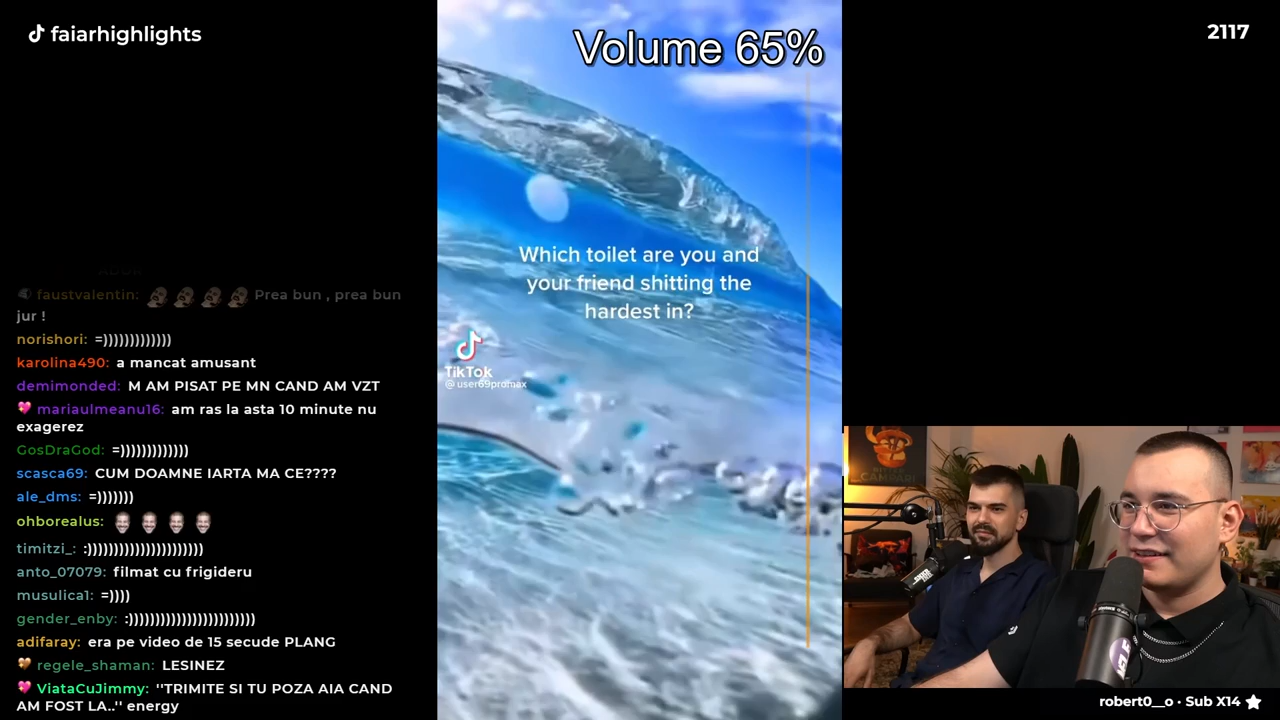 faiarhighlights
2117
Volume 65%
Which toilet are you and
your friend shitting the
hardest in?
TikTok
@user69promax
faustvalentin: Prea bun , prea bun
jur !
norishori: =)))))))))))))
karolina490: a mancat amusant
demimonded: M AM PISAT PE MN CAND AM VZT
mariaulmeanu16: am ras la asta 10 minute nu
exagerez
GosDraGod: =)))))))))))))
scasca69: CUM DOAMNE IARTA MA CE????
ale_dms: =)))))))
ohborealus:
timitzi_: :))))))))))))))))))))))
anto_07079: filmat cu frigideru
musulica1: =))))
gender_enby: :))))))))))))))))))))))))
adifaray: era pe video de 15 secude PLANG
regele_shaman: LESINEZ
ViataCuJimmy: ''TRIMITE SI TU POZA AIA CAND
AM FOST LA..'' energy
CAMPARI
robert0__o · Sub X14